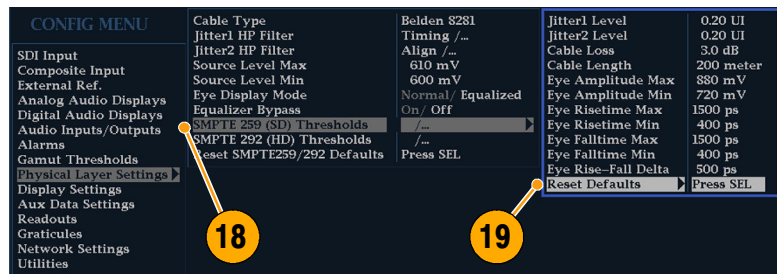 CONFIG MENU
SDI Input
Composite Input
External Ref.
Analog Audio Displays
Digital Audio Displays
Audio Inputs/Outputs
Alarms
Gamut Thresholds
Physical Layer Settings
Display Settings
Aux Data Settings
Readouts
Graticules
Network Settings
Utilities
Cable Type Belden 8281
Jitter1 HP Filter Timing /...
Jitter2 HP Filter Align /...
Source Level Max 610 mV
Source Level Min 600 mV
Eye Display Mode Normal/ Equalized
Equalizer Bypass On/ Off
SMPTE 259 (SD) Thresholds /...
SMPTE 292 (HD) Thresholds /...
Reset SMPTE259/292 Defaults Press SEL
Jitter1 Level 0.20 UI
Jitter2 Level 0.20 UI
Cable Loss 3.0 dB
Cable Length 200 meter
Eye Amplitude Max 880 mV
Eye Amplitude Min 720 mV
Eye Risetime Max 1500 ps
Eye Risetime Min 400 ps
Eye Falltime Max 1500 ps
Eye Falltime Min 400 ps
Eye Rise–Fall Delta 500 ps
Reset Defaults Press SEL
18
19